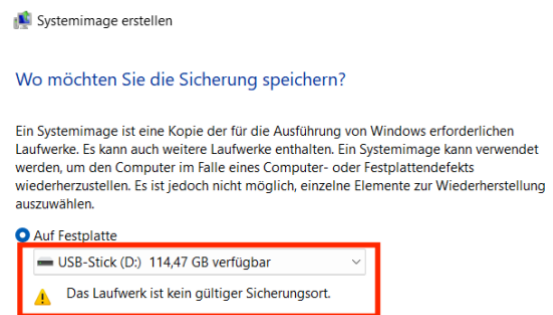 Systemimage erstellen
Wo möchten Sie die Sicherung speichern?
Ein Systemimage ist eine Kopie der für die Ausführung von Windows erforderlichen
Laufwerke. Es kann auch weitere Laufwerke enthalten. Ein Systemimage kann verwendet
werden, um den Computer im Falle eines Computer- oder Festplattendefekts
wiederherzustellen. Es ist jedoch nicht möglich, einzelne Elemente zur Wiederherstellung
auszuwählen.
Auf Festplatte
USB-Stick (D:) 114,47 GB verfügbar
Das Laufwerk ist kein gültiger Sicherungsort.